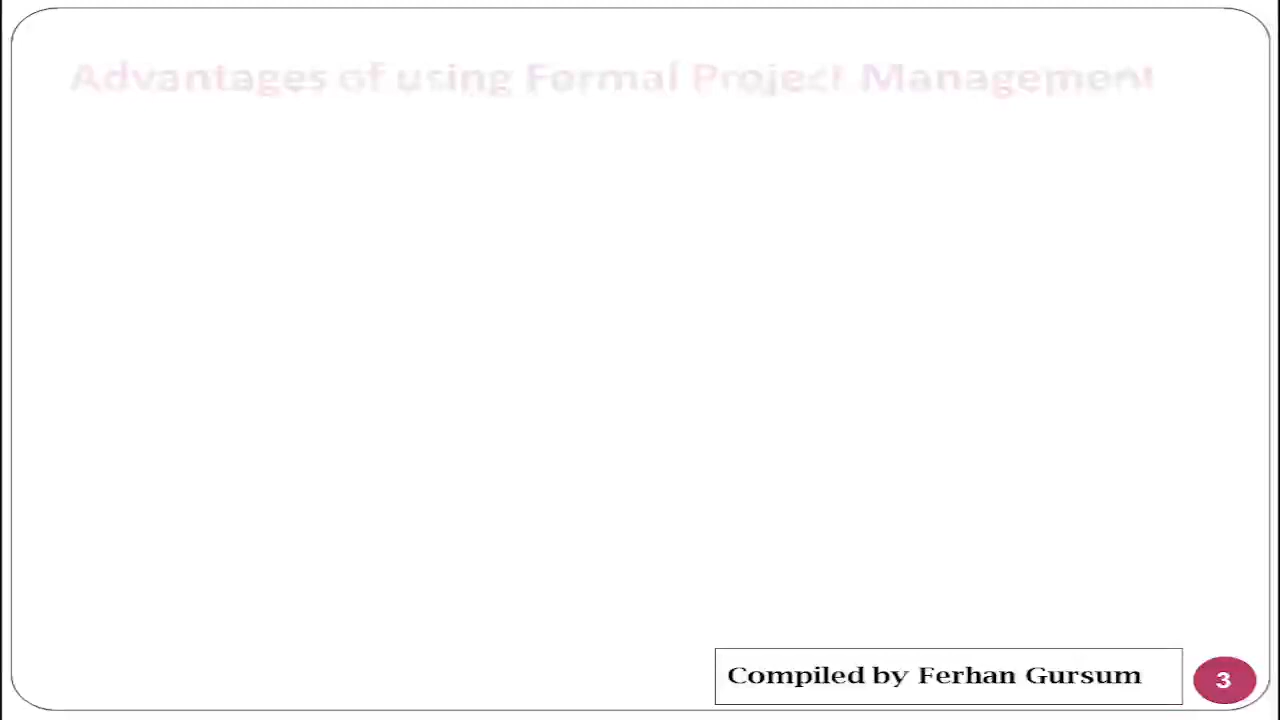 Advantages of using Formal Project Management
Compiled by Ferhan Gursum
3